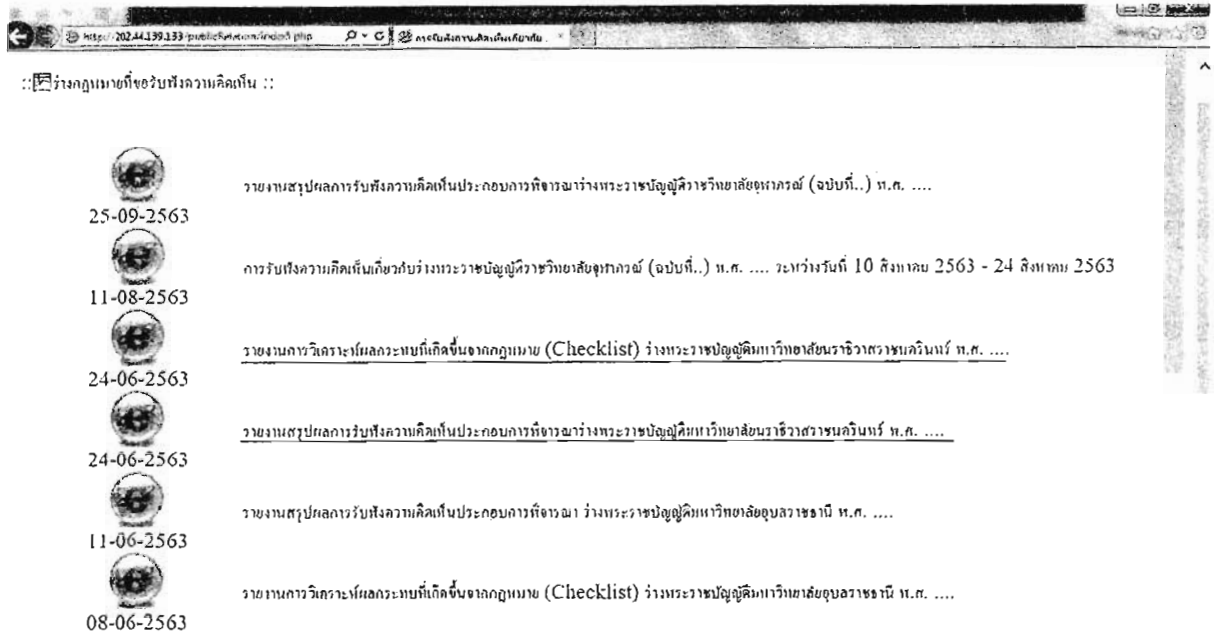 http://202.44.139.133/publicRelation/index5.php การรับฟังความคิดเห็นเกี่ยวกับ...
::ร่างกฎหมายที่ขอรับฟังความคิดเห็น ::
รายงานสรุปผลการรับฟังความคิดเห็นประกอบการพิจารณาร่างพระราชบัญญัติราชวิทยาลัยจุฬาภรณ์ (ฉบับที่..) พ.ศ. ....
25-09-2563
การรับฟังความคิดเห็นเกี่ยวกับร่างพระราชบัญญัติราชวิทยาลัยจุฬาภรณ์ (ฉบับที่..) พ.ศ. .... ระหว่างวันที่ 10 สิงหาคม 2563 - 24 สิงหาคม 2563
11-08-2563
รายงานการวิเคราะห์ผลกระทบที่เกิดขึ้นจากกฎหมาย (Checklist) ร่างพระราชบัญญัติมหาวิทยาลัยนราธิวาสราชนครินทร์ พ.ศ. ....
24-06-2563
รายงานสรุปผลการรับฟังความคิดเห็นประกอบการพิจารณาร่างพระราชบัญญัติมหาวิทยาลัยนราธิวาสราชนครินทร์ พ.ศ. ....
24-06-2563
รายงานสรุปผลการรับฟังความคิดเห็นประกอบการพิจารณา ร่างพระราชบัญญัติมหาวิทยาลัยอุบลราชธานี พ.ศ. ....
11-06-2563
รายงานการวิเคราะห์ผลกระทบที่เกิดขึ้นจากกฎหมาย (Checklist) ร่างพระราชบัญญัติมหาวิทยาลัยอุบลราชธานี พ.ศ. ....
08-06-2563